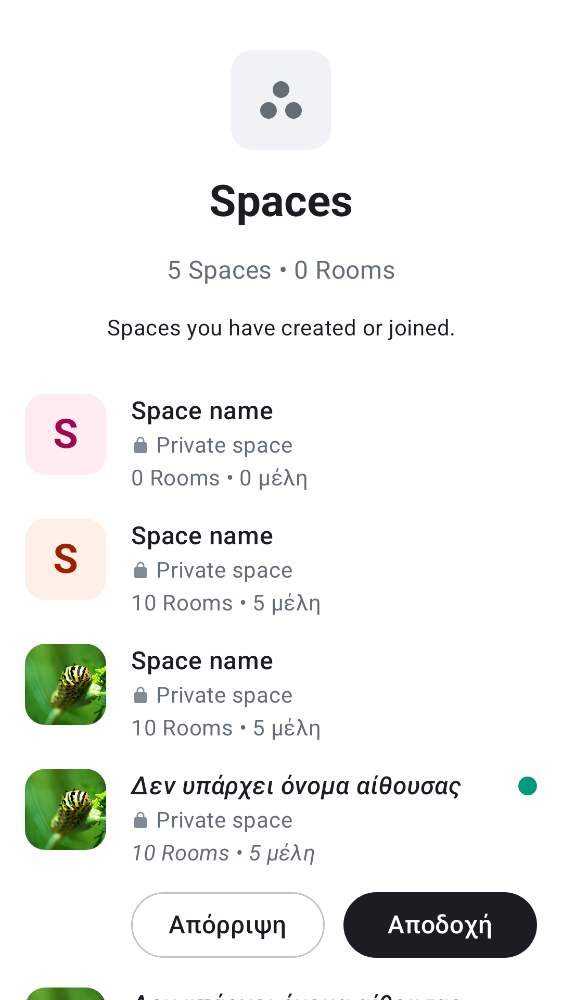 Spaces
5 Spaces • 0 Rooms
Spaces you have created or joined.
S
Space name
Private space
0 Rooms • 0 μέλη
S
Space name
Private space
10 Rooms • 5 μέλη
Space name
Private space
10 Rooms • 5 μέλη
Δεν υπάρχει όνομα αίθουσας
Private space
10 Rooms • 5 μέλη
Απόρριψη
Αποδοχή